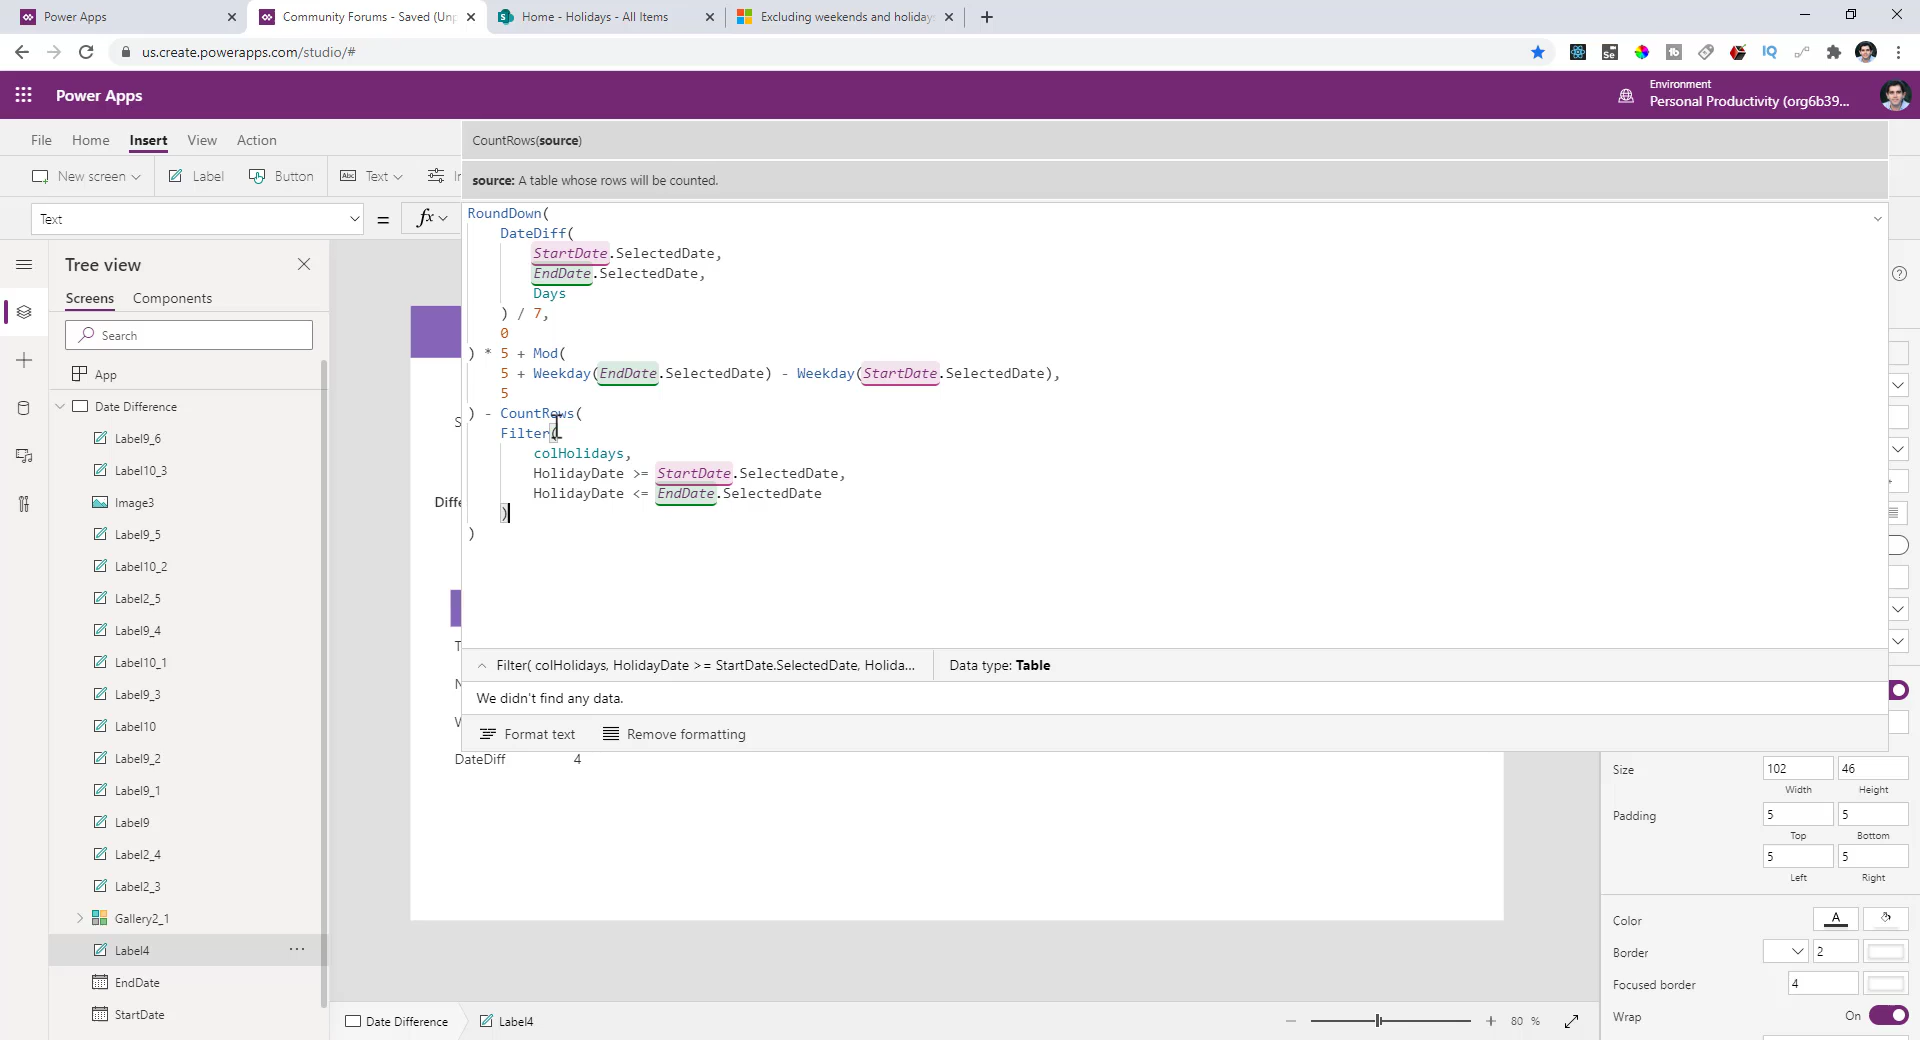 Power Apps
Community Forums - Saved (Unp
Home - Holidays - All Items
Excluding weekends and holiday
us.create.powerapps.com/studio/#
Power Apps
Environment
Personal Productivity (org6b39...
File Home Insert View Action
New screen Label Button Text In
Text = fx
CountRows(source)
source: A table whose rows will be counted.
RoundDown(
DateDiff(
StartDate.SelectedDate,
EndDate.SelectedDate,
Days
) / 7,
0
) * 5 + Mod(
5 + Weekday(EndDate.SelectedDate) - Weekday(StartDate.SelectedDate),
5
) - CountRows(
Filter(
colHolidays,
HolidayDate >= StartDate.SelectedDate,
HolidayDate <= EndDate.SelectedDate
)
)
Filter( colHolidays, HolidayDate >= StartDate.SelectedDate, Holida...
Data type: Table
We didn't find any data.
Format text Remove formatting
Tree view
Screens Components
Search
App
Date Difference
Label9_6
Label10_3
Image3
Label9_5
Label10_2
Label2_5
Label9_4
Label10_1
Label9_3
Label10
Label9_2
Label9_1
Label9
Label2_4
Label2_3
Gallery2_1
Label4 ...
EndDate
StartDate
S
Diffe
T
N
DateDiff 4
Size 102 46
Width Height
Padding 5 5
Top Bottom
5 5
Left Right
Color
Border 2
Focused border 4
Wrap On
Date Difference Label4
80 %